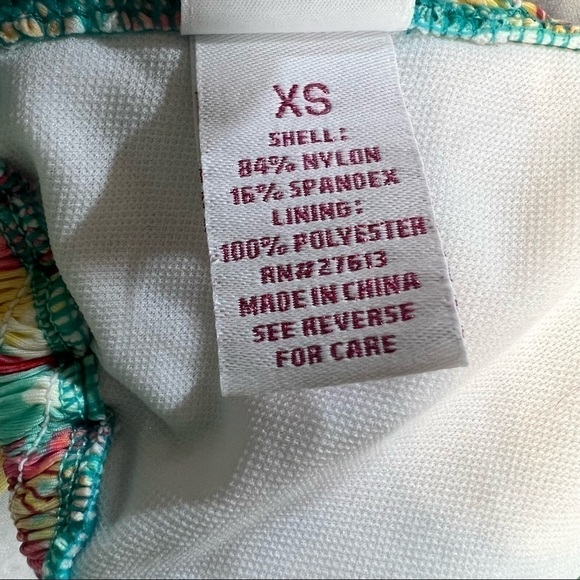 XS
SHELL:
84% NYLON
16% SPANDEX
LINING:
100% POLYESTER
RN#27613
MADE IN CHINA
SEE REVERSE
FOR CARE